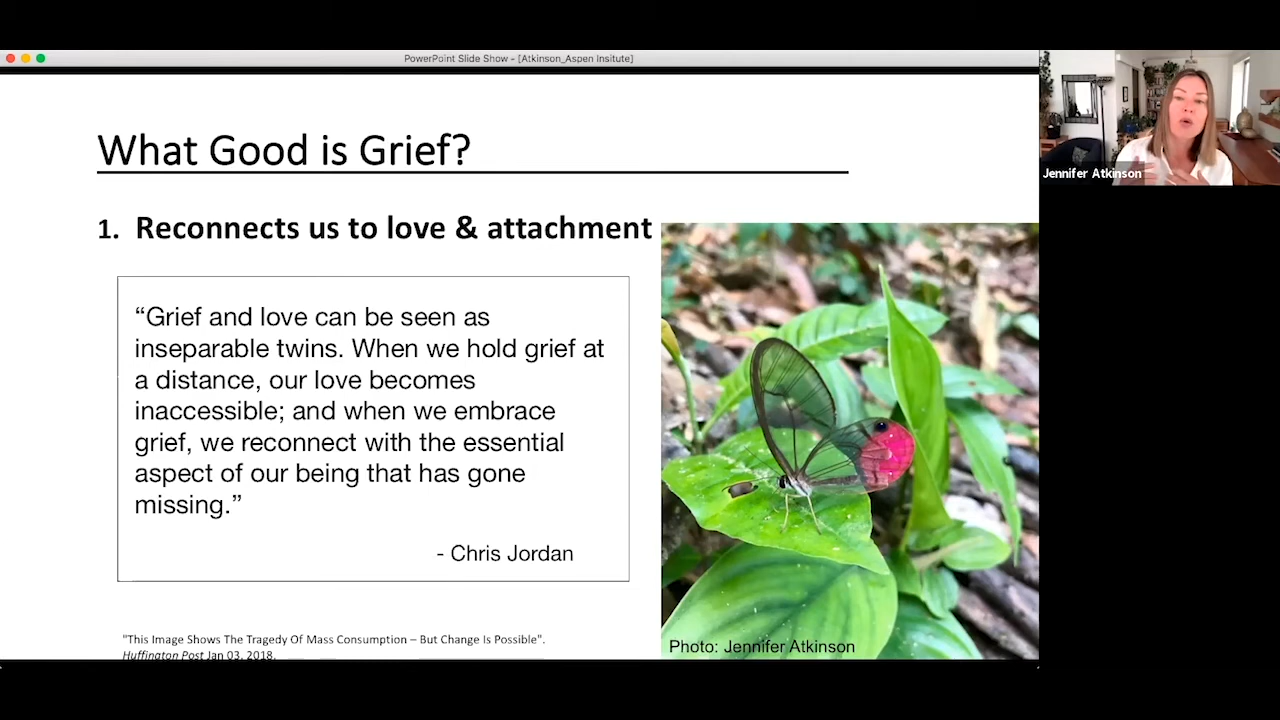 PowerPoint Slide Show - [Atkinson_Aspen Insitute]
What Good is Grief?
1. Reconnects us to love & attachment
“Grief and love can be seen as
inseparable twins. When we hold grief at
a distance, our love becomes
inaccessible; and when we embrace
grief, we reconnect with the essential
aspect of our being that has gone
missing.”
- Chris Jordan
"This Image Shows The Tragedy Of Mass Consumption – But Change Is Possible".
Huffington Post Jan 03, 2018.
Photo: Jennifer Atkinson
Jennifer Atkinson